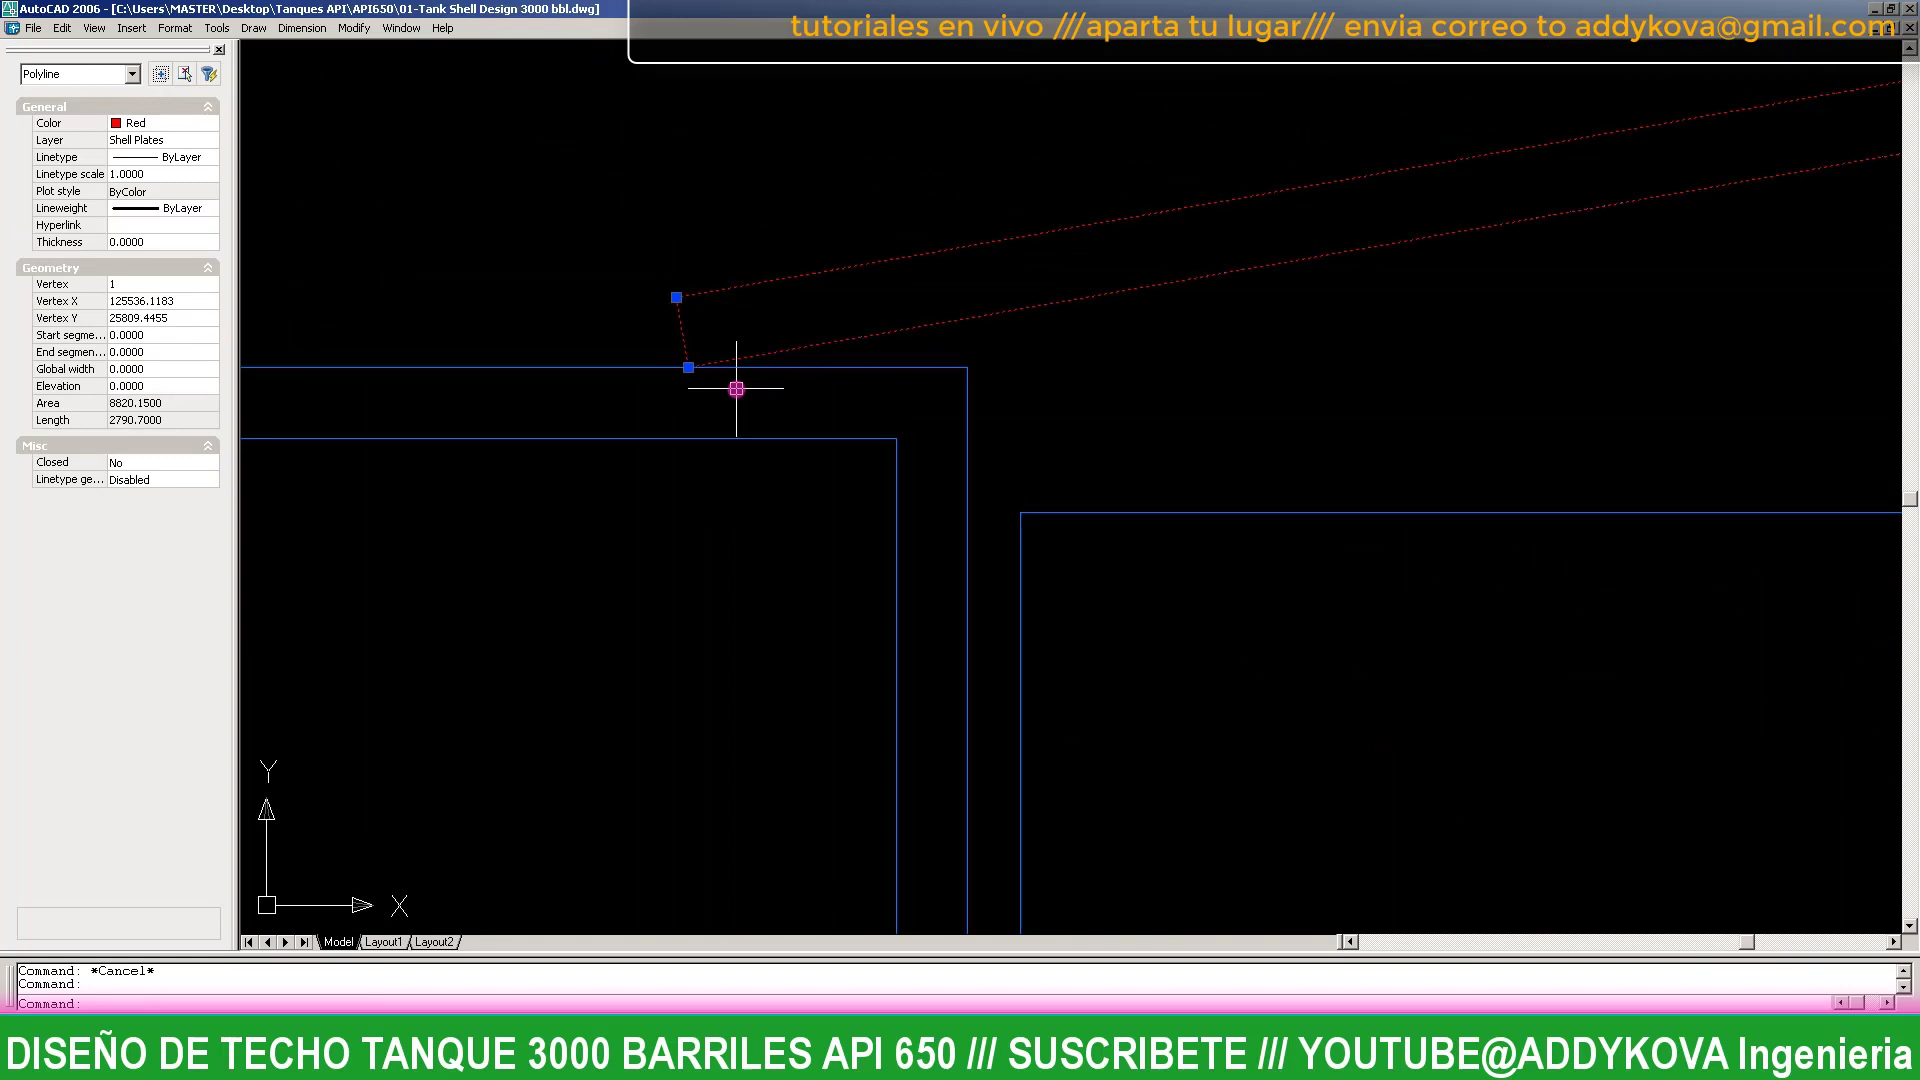 AutoCAD 2006 - [C:\Users\MASTER\Desktop\Tanques API\API650\01-Tank Shell Design 3000 bbl.dwg]
tutoriales en vivo ///aparta tu lugar/// envia correo to addykova@gmail.com
File Edit View Insert Format Tools Draw Dimension Modify Window Help
Polyline
General
Color Red
Layer Shell Plates
Linetype ByLayer
Linetype scale 1.0000
Plot style ByColor
Lineweight ByLayer
Hyperlink
Thickness 0.0000
Geometry
Vertex 1
Vertex X 125536.1183
Vertex Y 25809.4455
Start segme... 0.0000
End segmen... 0.0000
Global width 0.0000
Elevation 0.0000
Area 8820.1500
Length 2790.7000
Misc
Closed No
Linetype ge... Disabled
Y
X
Model Layout1 Layout2
Command: *Cancel*
Command:
Command:
DISEÑO DE TECHO TANQUE 3000 BARRILES API 650 /// SUSCRIBETE /// YOUTUBE@ADDYKOVA Ingenieria